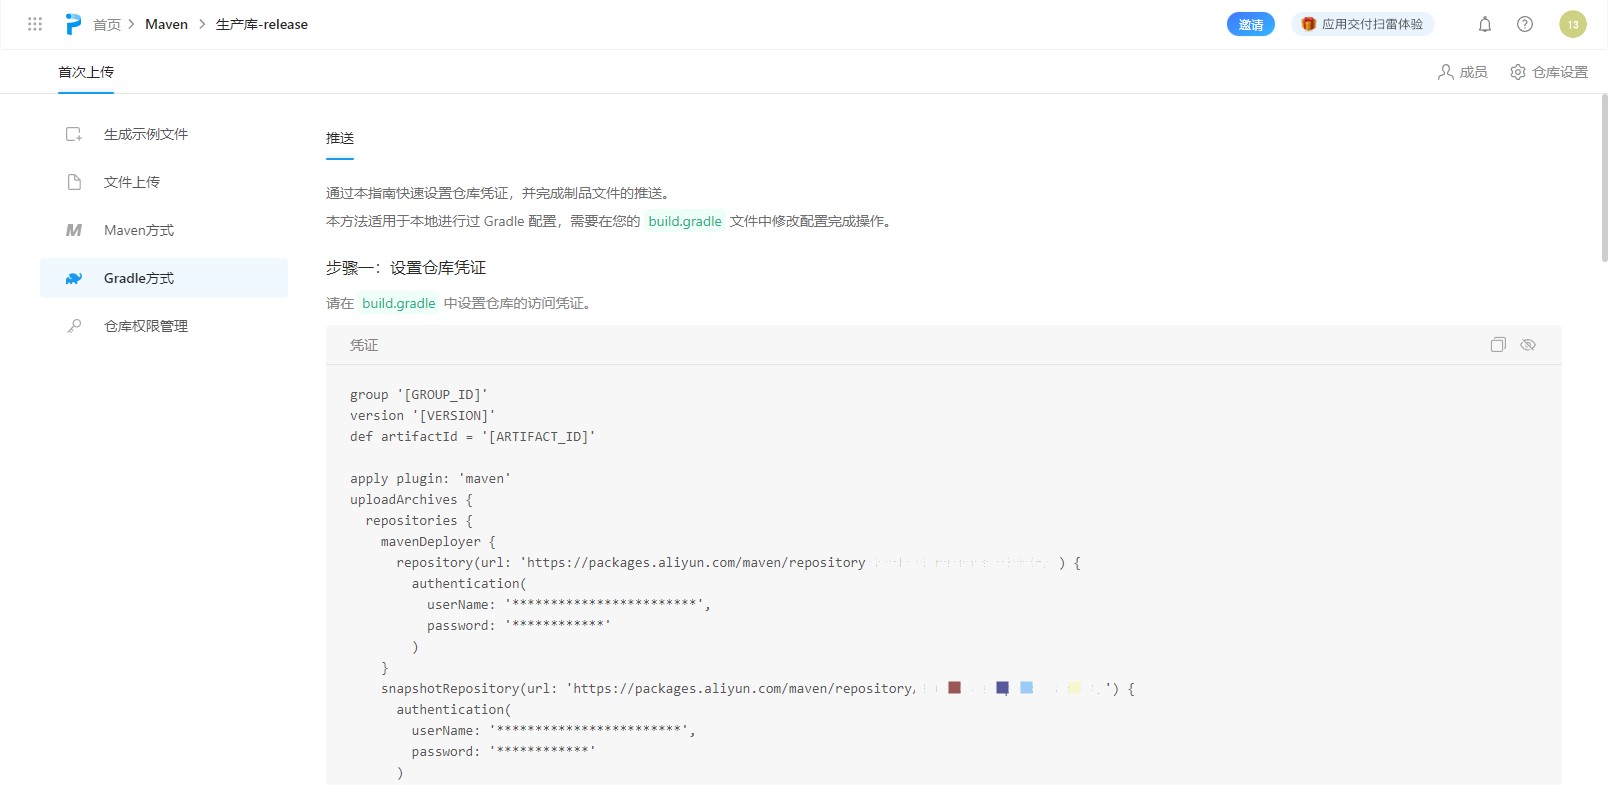 首页 > Maven > 生产库-release
邀请
应用交付扫雷体验
13
首次上传
成员
仓库设置
生成示例文件
文件上传
Maven方式
Gradle方式
仓库权限管理
推送
通过本指南快速设置仓库凭证，并完成制品文件的推送。
本方法适用于本地进行过 Gradle 配置，需要在您的 build.gradle 文件中修改配置完成操作。
步骤一：设置仓库凭证
请在 build.gradle 中设置仓库的访问凭证。
凭证
group '[GROUP_ID]'
version '[VERSION]'
def artifactId = '[ARTIFACT_ID]'
apply plugin: 'maven'
uploadArchives {
repositories {
mavenDeployer {
repository(url: 'https://packages.aliyun.com/maven/repository ) {
authentication(
userName: '************************',
password: '************'
)
}
snapshotRepository(url: 'https://packages.aliyun.com/maven/repository/ ') {
authentication(
userName: '************************',
password: '************'
)